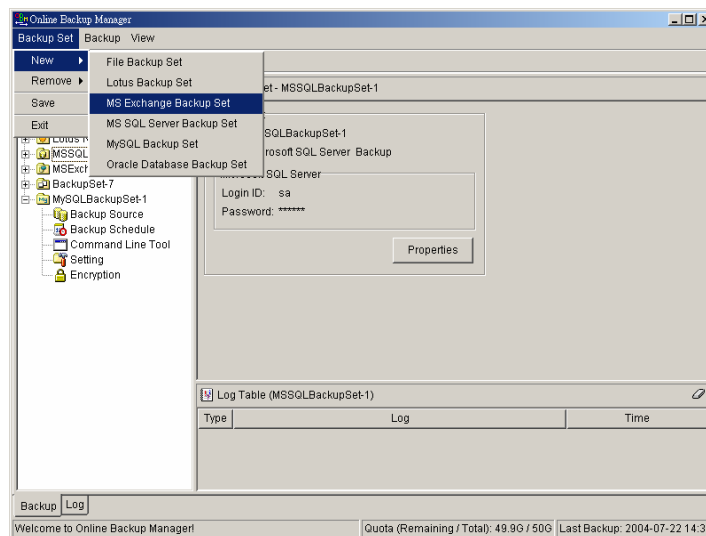 Online Backup Manager
Backup Set Backup View
New
Remove
Save
Exit
File Backup Set
Lotus Backup Set
MS Exchange Backup Set
MS SQL Server Backup Set
MySQL Backup Set
Oracle Database Backup Set
et - MSSQLBackupSet-1
SQLBackupSet-1
rosoft SQL Server Backup
Microsoft SQL Server
Login ID: sa
Password: ******
Properties
Lotus N
MSSQL
MSExch
BackupSet-7
MySQLBackupSet-1
Backup Source
Backup Schedule
Command Line Tool
Setting
Encryption
Log Table (MSSQLBackupSet-1)
Type Log Time
Backup Log
Welcome to Online Backup Manager! Quota (Remaining / Total): 49.9G / 50G Last Backup: 2004-07-22 14:3